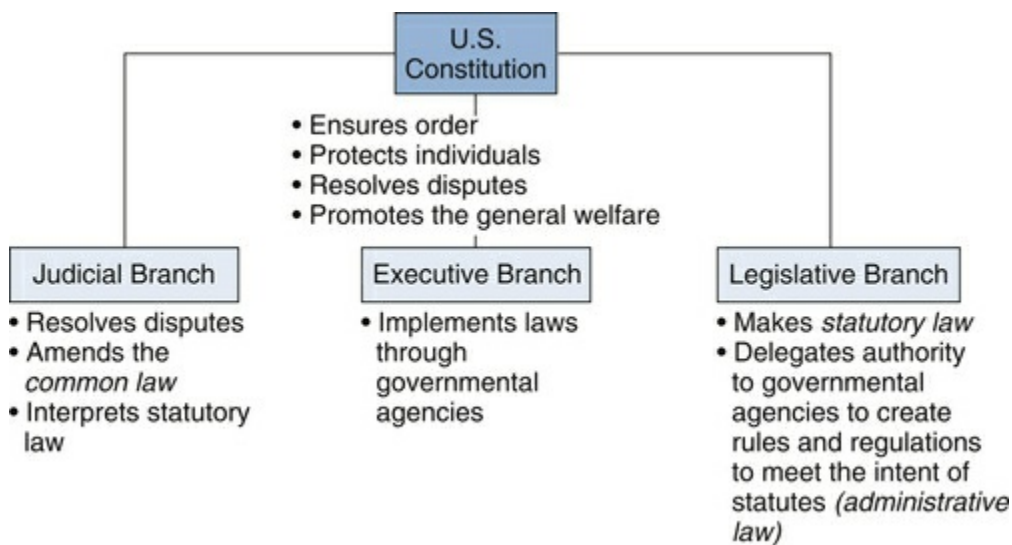 U.S.
Constitution
• Ensures order
• Protects individuals
• Resolves disputes
• Promotes the general welfare
Judicial Branch
• Resolves disputes
• Amends the
common law
• Interprets statutory
law
Executive Branch
• Implements laws
through
governmental
agencies
Legislative Branch
• Makes statutory law
• Delegates authority
to governmental
agencies to create
rules and regulations
to meet the intent of
statutes (administrative
law)